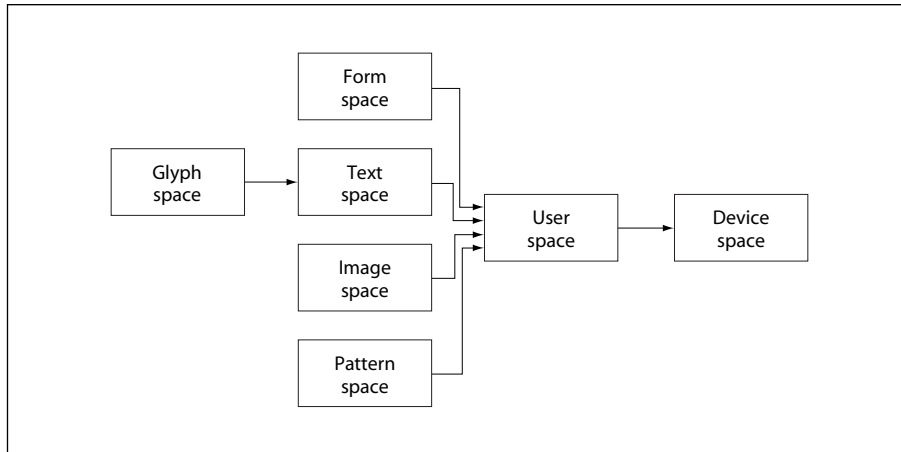 Form
space
Glyph
space
Text
space
User
space
Device
space
Image
space
Pattern
space